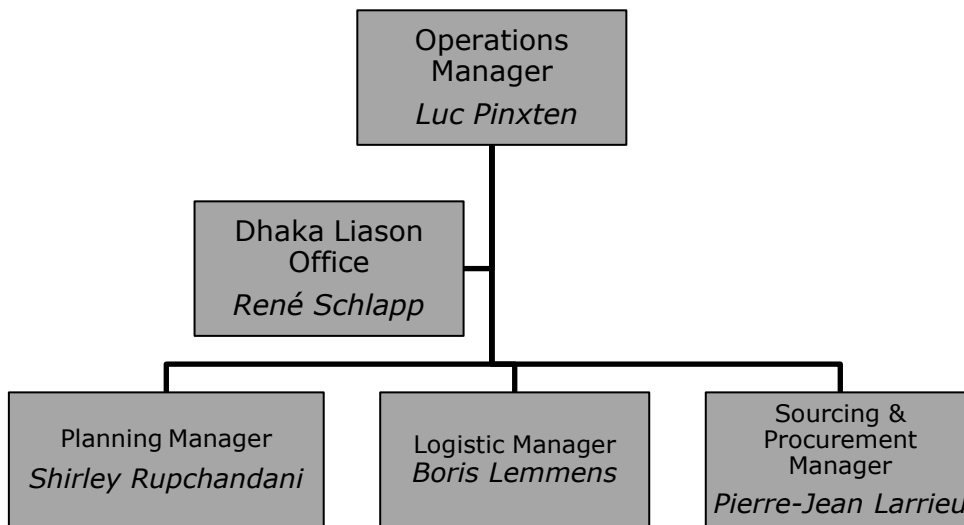 Operations
Manager
Luc Pinxten
Dhaka Liason
Office
René Schlapp
Planning Manager
Shirley Rupchandani
Logistic Manager
Boris Lemmens
Sourcing &
Procurement
Manager
Pierre-Jean Larrieu